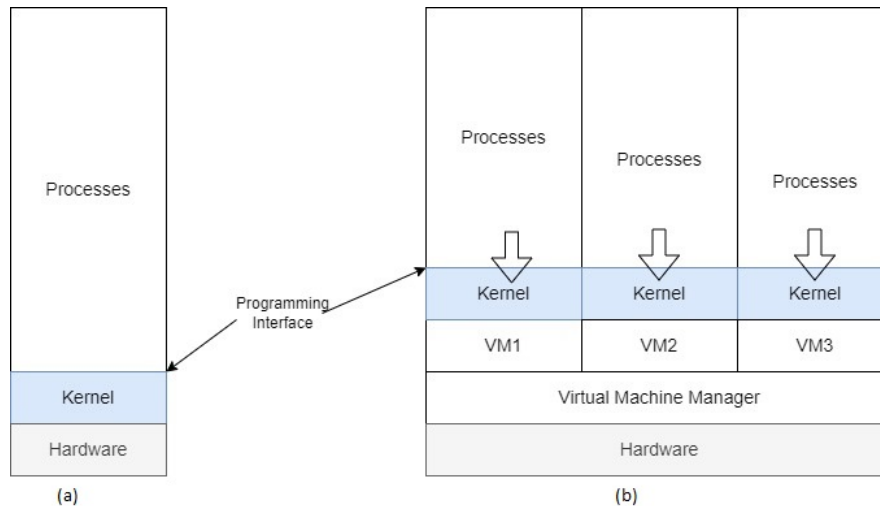 Processes
Kernel
Hardware
(a)
Programming
Interface
Processes
Processes
Processes
Kernel
Kernel
Kernel
VM1
VM2
VM3
Virtual Machine Manager
Hardware
(b)